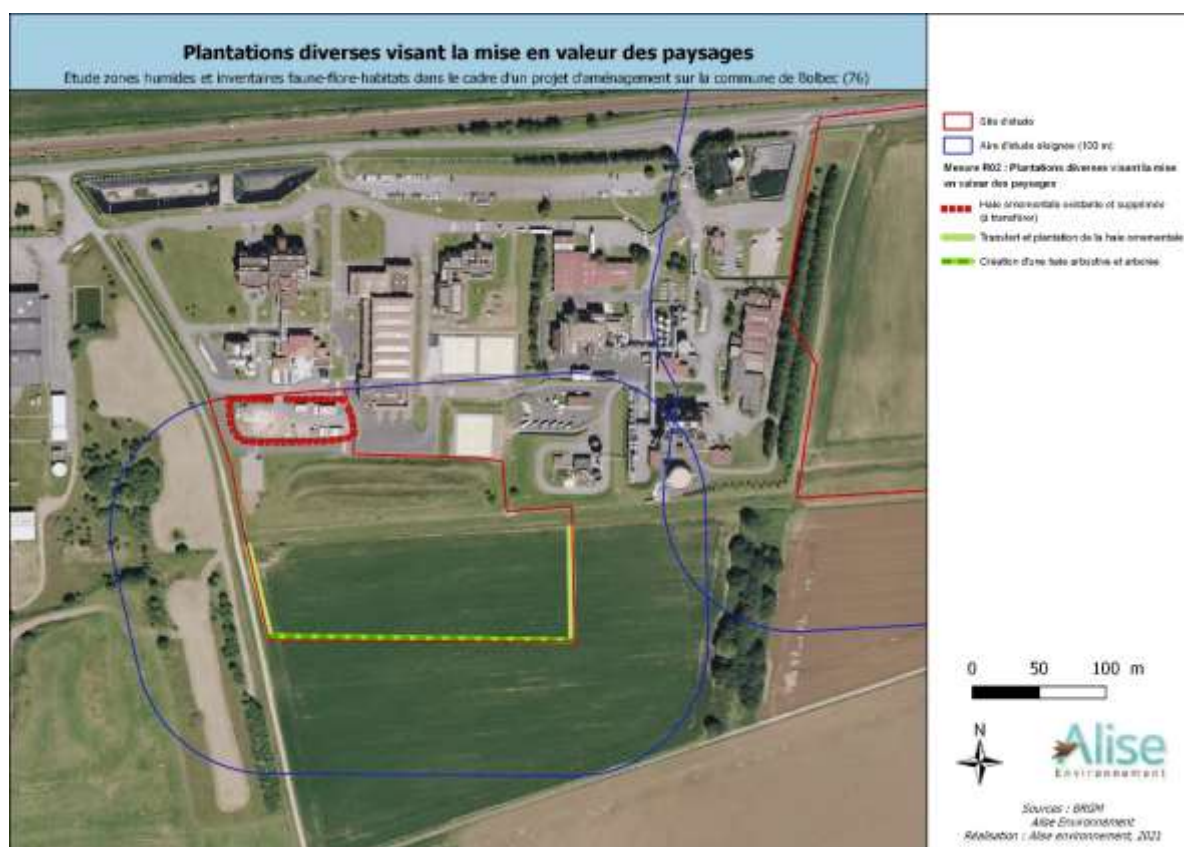 Plantations diverses visant la mise en valeur des paysages
Etude zones humides et inventaires faune-flore-habitats dans le cadre d'un projet d'aménagement sur la commune de Bolbec (76)
Site d'étude
Aire d'étude éloignée (100 m)
Mesure R02 : Plantations diverses visant la mise
en valeur des paysages
Haie ornementale existante et supprimée
(à transférer)
Transfert et plantation de la haie ornementale
Création d'une haie arbustive et arborée
0 50 100 m
N
Alise
Environnement
Sources : BRGM
Alise Environnement
Réalisation : Alise environnement, 2021